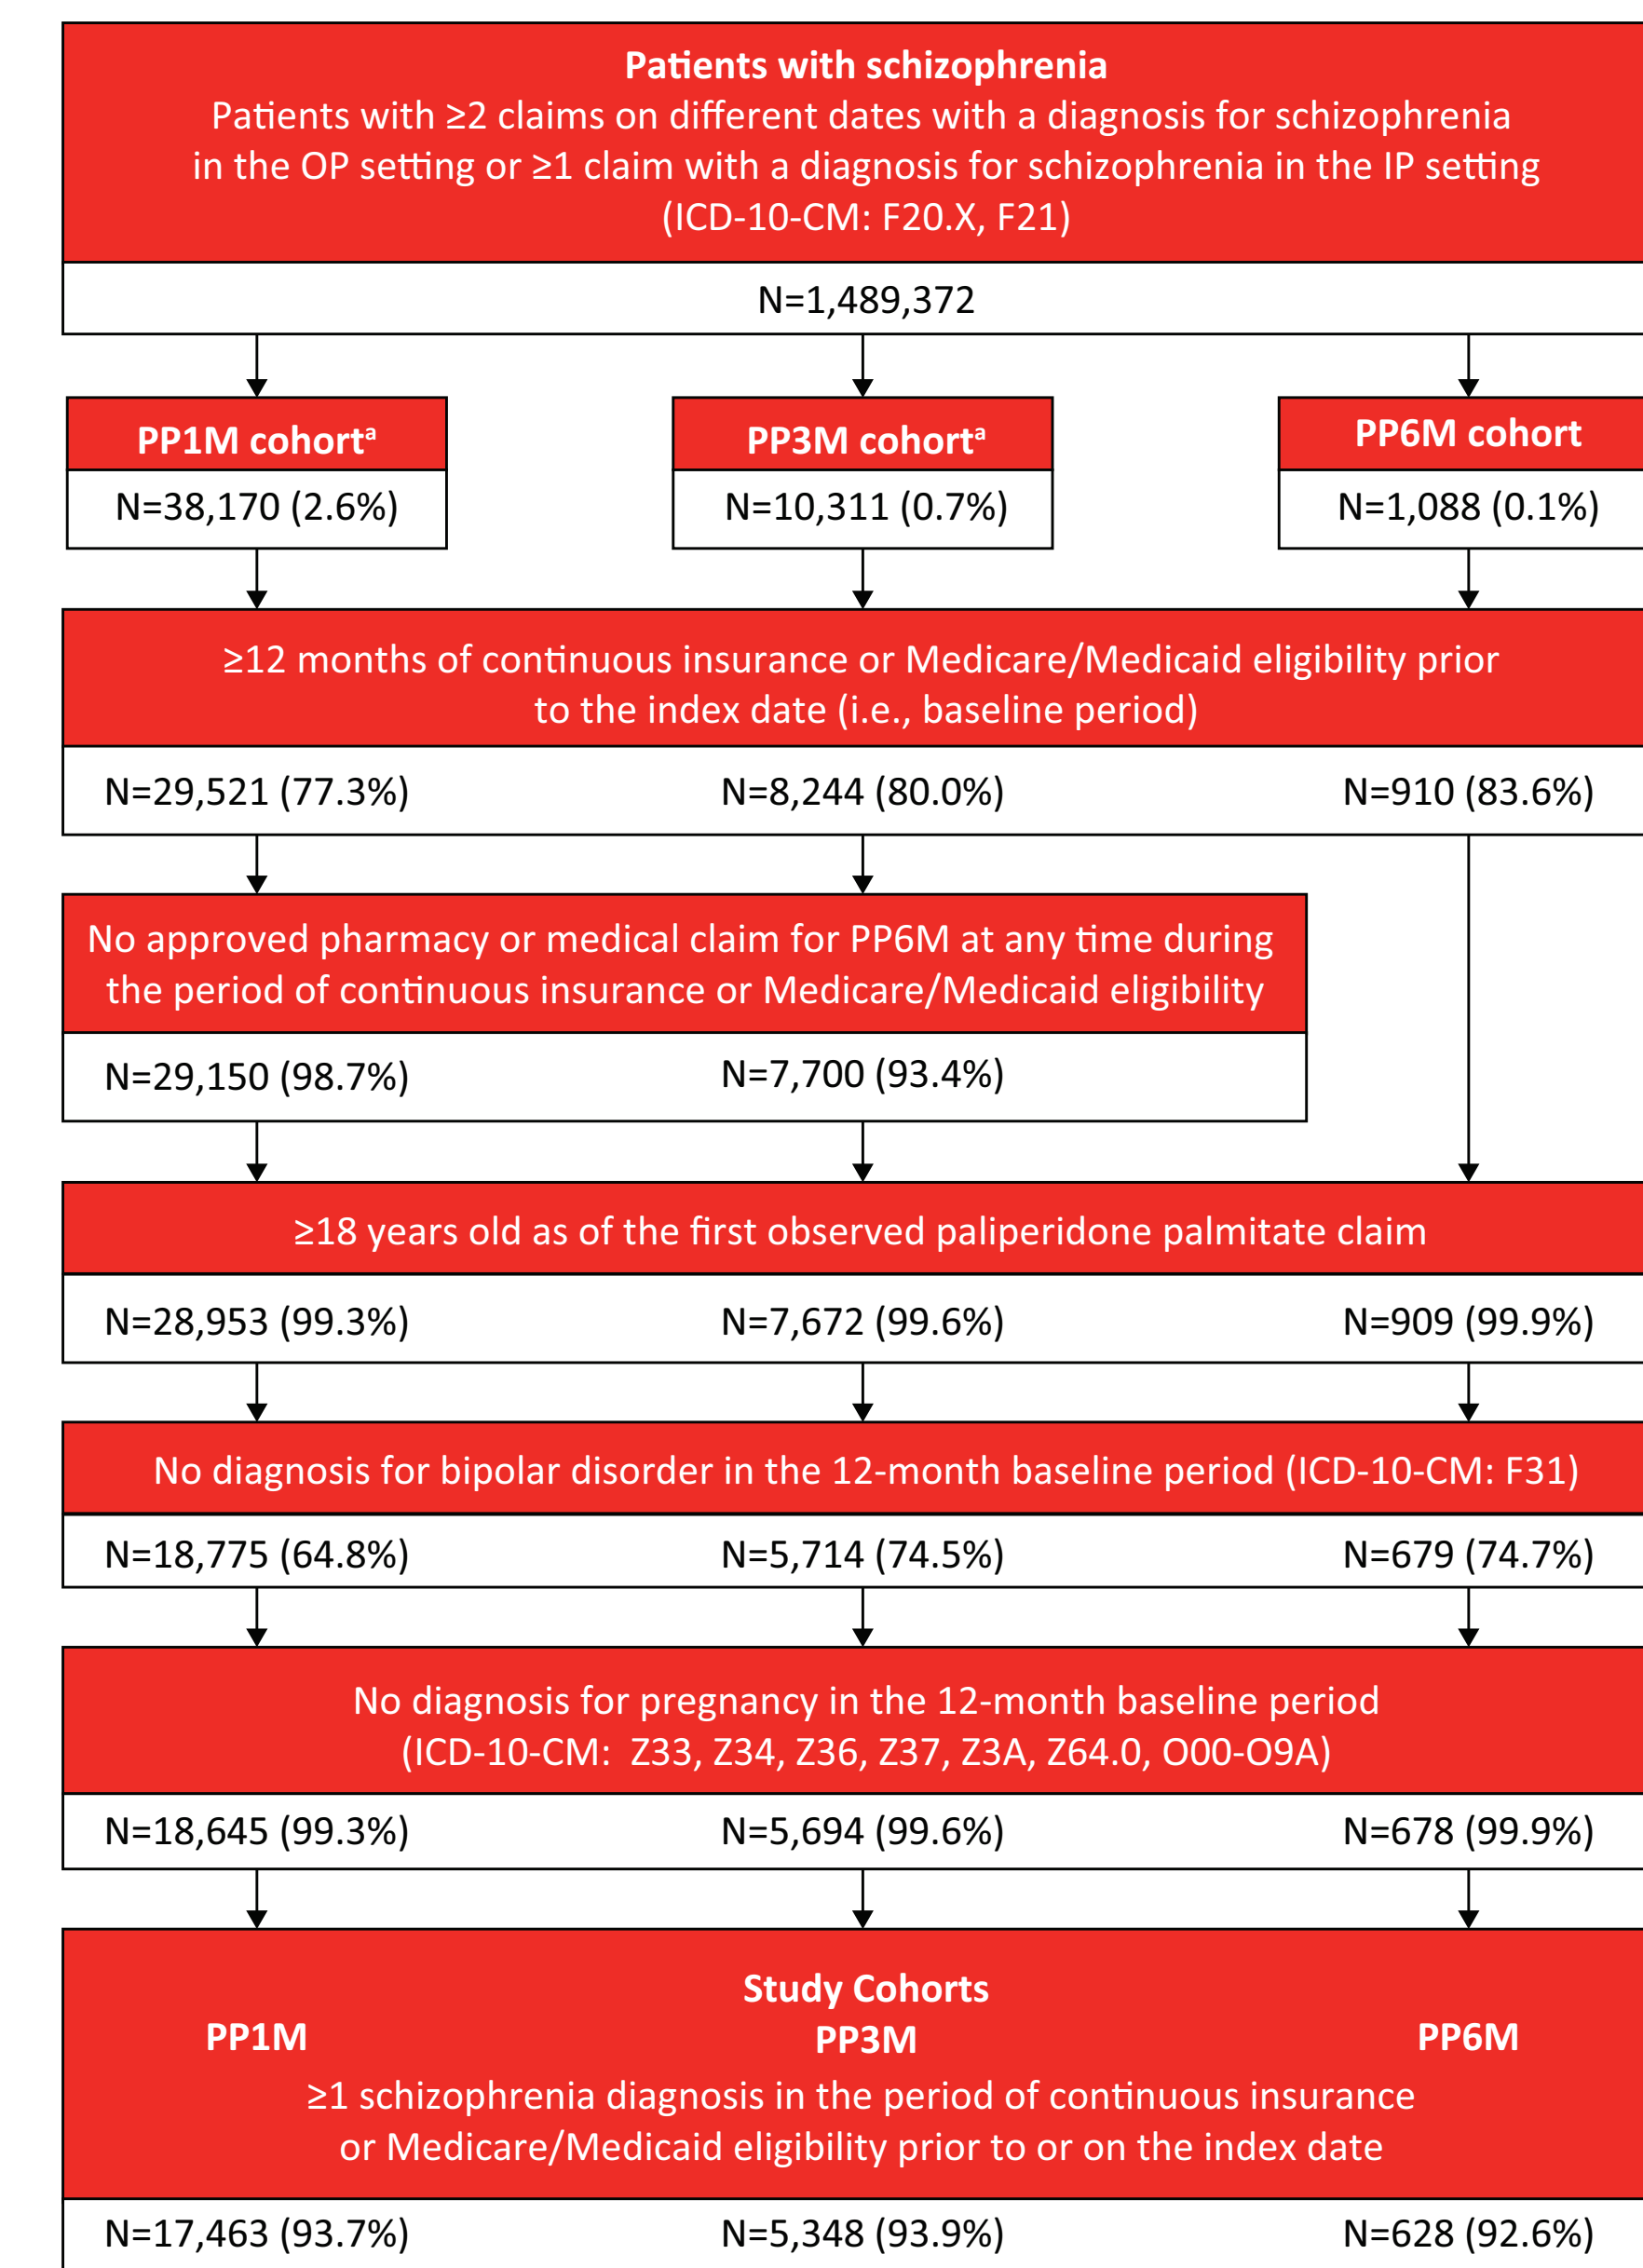 Patients with schizophrenia
Patients with ≥2 claims on different dates with a diagnosis for schizophrenia
in the OP setting or ≥1 claim with a diagnosis for schizophrenia in the IP setting
(ICD-10-CM: F20.X, F21)
N=1,489,372
PP1M cohortᵃ PP3M cohortᵃ PP6M cohort
N=38,170 (2.6%) N=10,311 (0.7%) N=1,088 (0.1%)
≥12 months of continuous insurance or Medicare/Medicaid eligibility prior
to the index date (i.e., baseline period)
N=29,521 (77.3%) N=8,244 (80.0%) N=910 (83.6%)
No approved pharmacy or medical claim for PP6M at any time during
the period of continuous insurance or Medicare/Medicaid eligibility
N=29,150 (98.7%) N=7,700 (93.4%)
≥18 years old as of the first observed paliperidone palmitate claim
N=28,953 (99.3%) N=7,672 (99.6%) N=909 (99.9%)
No diagnosis for bipolar disorder in the 12-month baseline period (ICD-10-CM: F31)
N=18,775 (64.8%) N=5,714 (74.5%) N=679 (74.7%)
No diagnosis for pregnancy in the 12-month baseline period
(ICD-10-CM:  Z33, Z34, Z36, Z37, Z3A, Z64.0, O00-O9A)
N=18,645 (99.3%) N=5,694 (99.6%) N=678 (99.9%)
Study Cohorts
PP1M PP3M PP6M
≥1 schizophrenia diagnosis in the period of continuous insurance
or Medicare/Medicaid eligibility prior to or on the index date
N=17,463 (93.7%) N=5,348 (93.9%) N=628 (92.6%)